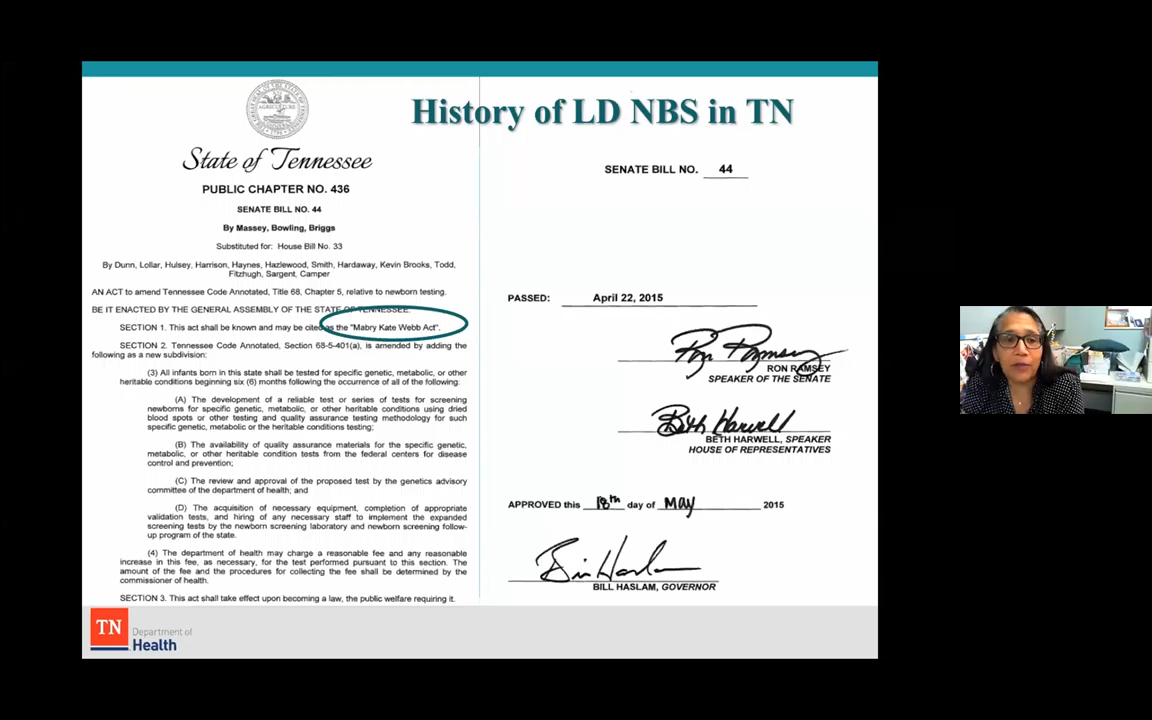 History of LD NBS in TN
AGRICULTURE
State of Tennessee
PUBLIC CHAPTER NO. 436
SENATE BILL NO. 44
By Massey, Bowling, Briggs
Substituted for: House Bill No. 33
By Dunn, Lollar, Hulsey, Harrison, Haynes, Hazlewood, Smith, Hardaway, Kevin Brooks, Todd,
Fitzhugh, Sargent, Camper
AN ACT to amend Tennessee Code Annotated, Title 68, Chapter 5, relative to newborn testing.
BE IT ENACTED BY THE GENERAL ASSEMBLY OF THE STATE OF TENNESSEE:
SECTION 1. This act shall be known and may be cited as the "Mabry Kate Webb Act".
SECTION 2. Tennessee Code Annotated, Section 68-5-401(a), is amended by adding the
following as a new subdivision:
(3) All infants born in this state shall be tested for specific genetic, metabolic, or other
heritable conditions beginning six (6) months following the occurrence of all of the following:
(A) The development of a reliable test or series of tests for screening
newborns for specific genetic, metabolic, or other heritable conditions using dried
blood spots or other testing and quality assurance testing methodology for such
specific genetic, metabolic or the heritable conditions testing;
(B) The availability of quality assurance materials for the specific genetic,
metabolic, or other heritable condition tests from the federal centers for disease
control and prevention;
(C) The review and approval of the proposed test by the genetics advisory
committee of the department of health; and
(D) The acquisition of necessary equipment, completion of appropriate
validation tests, and hiring of any necessary staff to implement the expanded
screening tests by the newborn screening laboratory and newborn screening follow-
up program of the state.
(4) The department of health may charge a reasonable fee and any reasonable
increase in this fee, as necessary, for the test performed pursuant to this section. The
amount of the fee and the procedures for collecting the fee shall be determined by the
commissioner of health.
SECTION 3. This act shall take effect upon becoming a law, the public welfare requiring it.
SENATE BILL NO. 44
PASSED: April 22, 2015
Ron Ramsey
RON RAMSEY
SPEAKER OF THE SENATE
Beth Harwell
BETH HARWELL, SPEAKER
HOUSE OF REPRESENTATIVES
APPROVED this 18th day of May 2015
Bill Haslam
BILL HASLAM, GOVERNOR
TN
Department of
Health